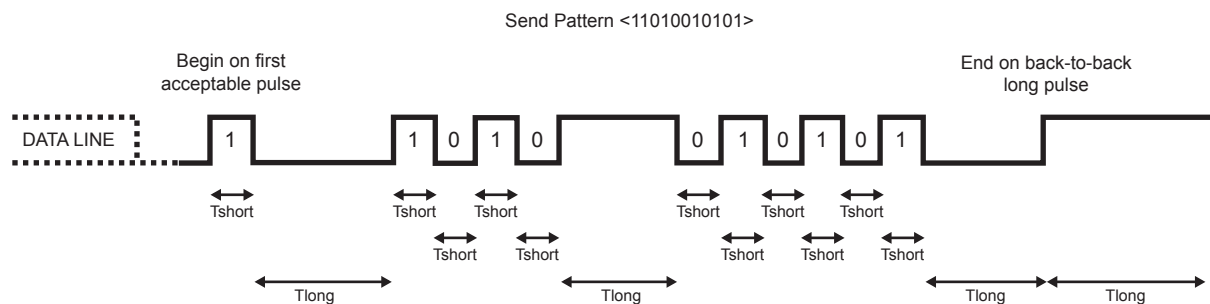 Send Pattern <11010010101>
Begin on first
acceptable pulse
End on back-to-back
long pulse
DATA LINE
1 1 0 1 0 0 1 0 1 0 1
Tshort Tshort Tshort Tshort Tshort Tshort
Tshort Tshort Tshort Tshort Tshort
Tlong Tlong Tlong Tlong